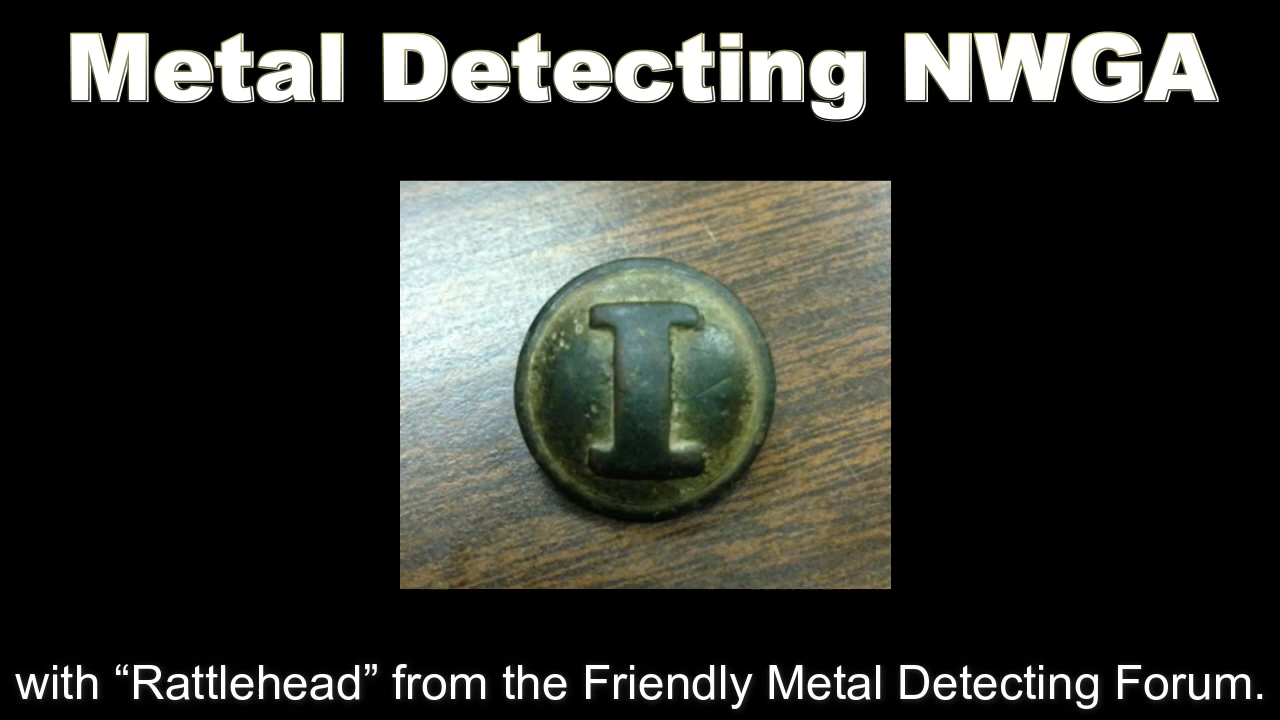 Metal Detecting NWGA
I
with “Rattlehead” from the Friendly Metal Detecting Forum.